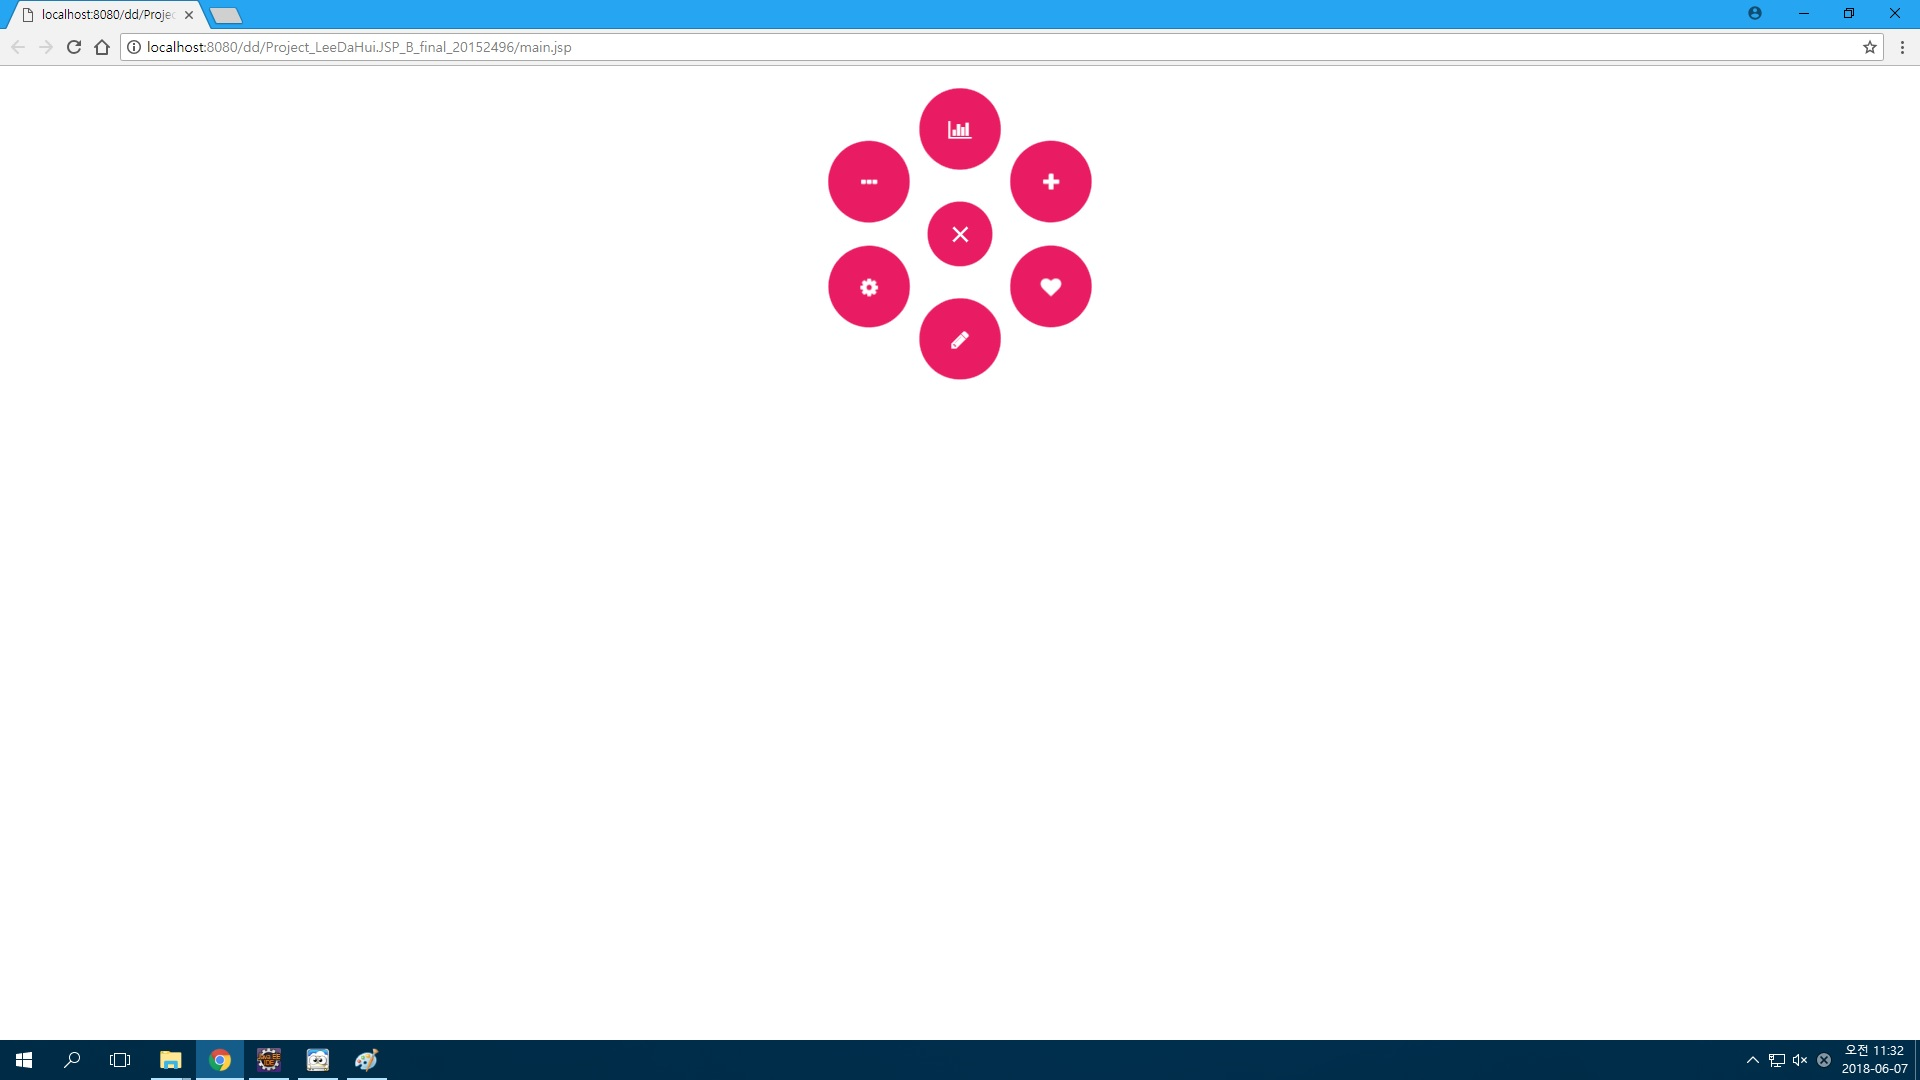 localhost:8080/dd/Projec
localhost:8080/dd/Project_LeeDaHui.JSP_B_final_20152496/main.jsp
오전 11:32
2018-06-07